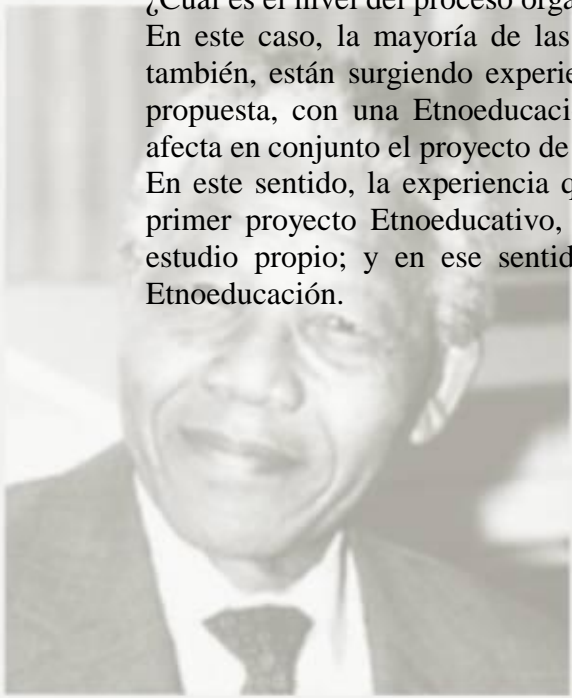 ¿Cuál es el nivel del proceso orga
En este caso, la mayoría de las
también, están surgiendo experie
propuesta, con una Etnoeducaci
afecta en conjunto el proyecto de
En este sentido, la experiencia q
primer proyecto Etnoeducativo,
estudio propio; y en ese sentid
Etnoeducación.